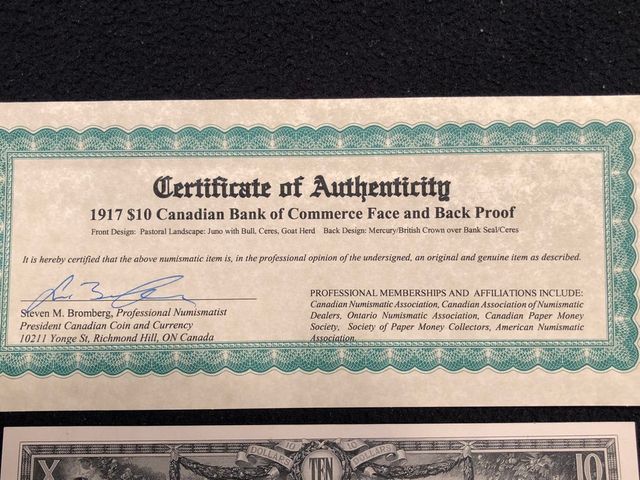 Certificate of Authenticity
1917 $10 Canadian Bank of Commerce Face and Back Proof
Front Design: Pastoral Landscape: Juno with Bull, Ceres, Goat Herd Back Design: Mercury/British Crown over Bank Seal/Ceres
It is hereby certified that the above numismatic item is, in the professional opinion of the undersigned, an original and genuine item as described.
Steven M. Bromberg, Professional Numismatist
President Canadian Coin and Currency
10211 Yonge St, Richmond Hill, ON Canada
PROFESSIONAL MEMBERSHIPS AND AFFILIATIONS INCLUDE:
Canadian Numismatic Association, Canadian Association of Numismatic
Dealers, Ontario Numismatic Association, Canadian Paper Money
Society, Society of Paper Money Collectors, American Numismatic
Association
X DOLLARS 10 TEN 10 DOLLARS 10